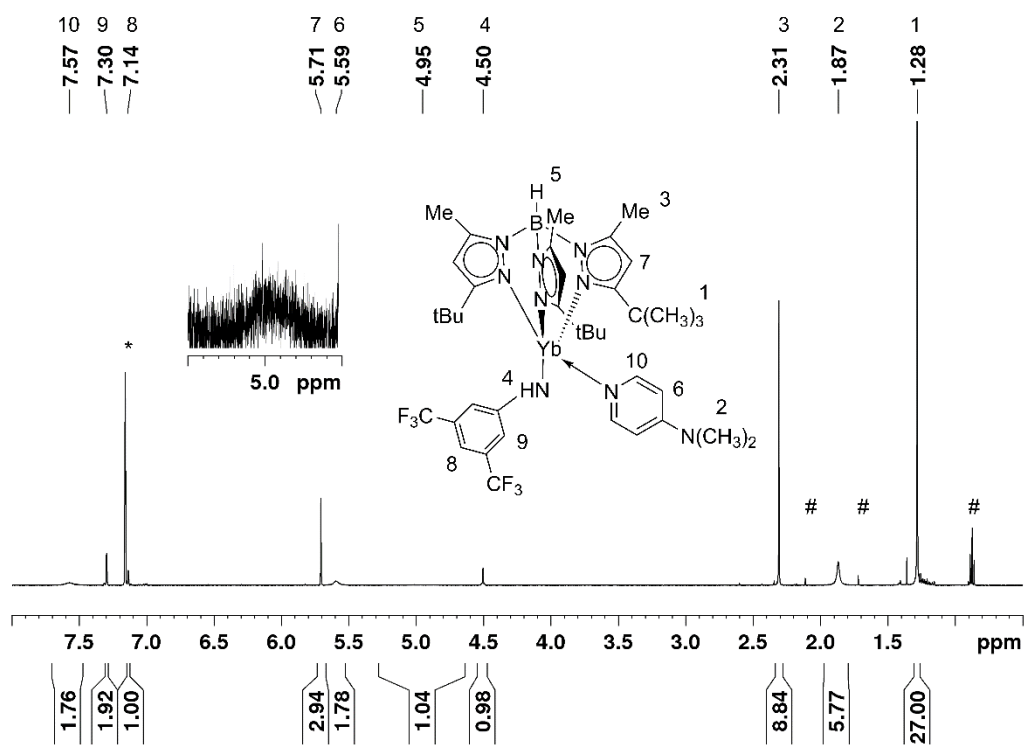 10 9 8 7 6 5 4 3 2 1
7.57 7.30 7.14 5.71 5.59 4.95 4.50 2.31 1.87 1.28
H 5
Me B Me Me 3
N N N
N N N 7
tBu tBu C(CH3)3 1
*
5.0 ppm
Yb
4 HN N 10
6
F3C 9 N(CH3)2 2
8
CF3
# # #
7.5 7.0 6.5 6.0 5.5 5.0 4.5 4.0 3.5 3.0 2.5 2.0 1.5 ppm
1.76 1.92 1.00 2.94 1.78 1.04 0.98 8.84 5.77 27.00